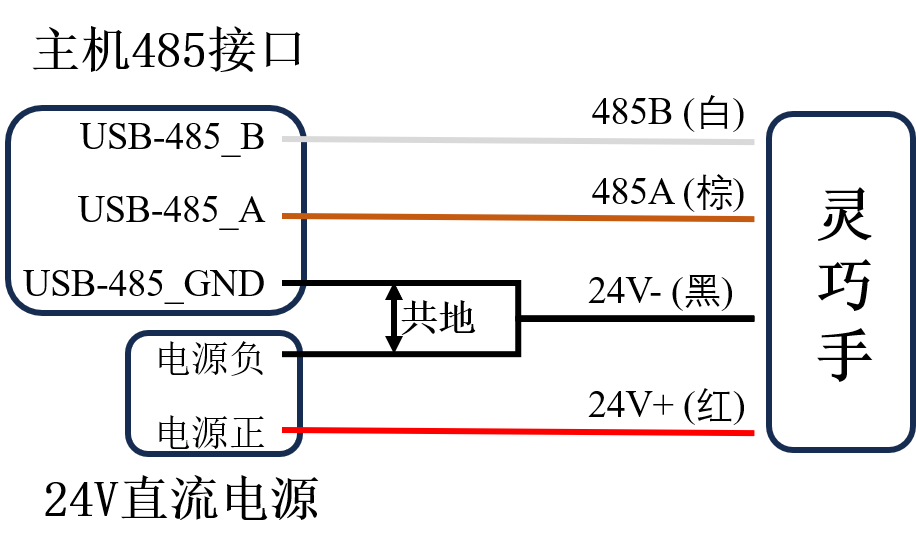 主机485接口
USB-485_B
485B (白)
USB-485_A
485A (棕)
USB-485_GND
24V- (黑)
共地
电源负
电源正
24V+ (红)
灵巧手
24V直流电源